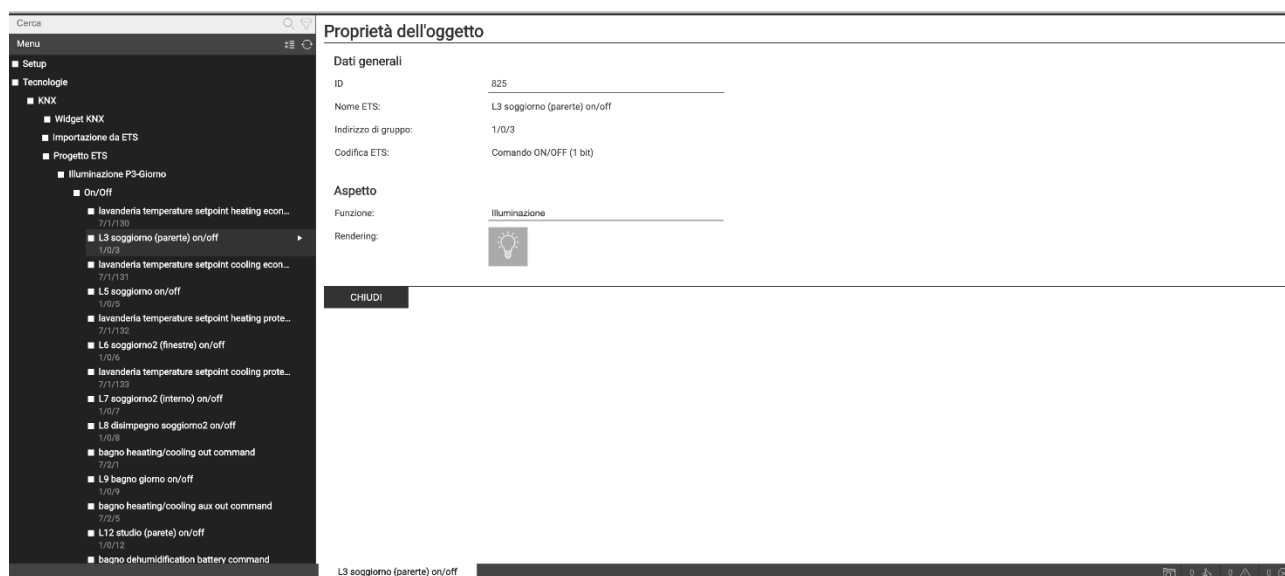 Cerca
Menu
Setup
Tecnologie
KNX
Widget KNX
Importazione da ETS
Progetto ETS
Illuminazione P3-Giorno
On/Off
lavanderia temperature setpoint heating econ...
7/1/130
L3 soggiorno (parerte) on/off
1/0/3
lavanderia temperature setpoint cooling econ...
7/1/131
L5 soggiorno on/off
1/0/5
lavanderia temperature setpoint heating prote...
7/1/132
L6 soggiorno2 (finestre) on/off
1/0/6
lavanderia temperature setpoint cooling prote...
7/1/133
L7 soggiorno2 (interno) on/off
1/0/7
L8 disimpegno soggiorno2 on/off
1/0/8
bagno heaating/cooling out command
7/2/1
L9 bagno giorno on/off
1/0/9
bagno heaating/cooling aux out command
7/2/5
L12 studio (parete) on/off
1/0/12
bagno dehumidification battery command
Proprietà dell'oggetto
Dati generali
ID 825
Nome ETS: L3 soggiorno (parerte) on/off
Indirizzo di gruppo: 1/0/3
Codifica ETS: Comando ON/OFF (1 bit)
Aspetto
Funzione: Illuminazione
Rendering:
CHIUDI
L3 soggiorno (parerte) on/off
0 0 0